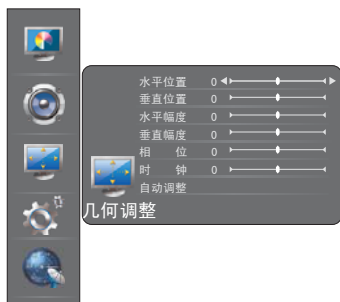 水平位置 0
垂直位置 0
水平幅度 0
垂直幅度 0
相 位 0
时 钟 0
自动调整
几何调整